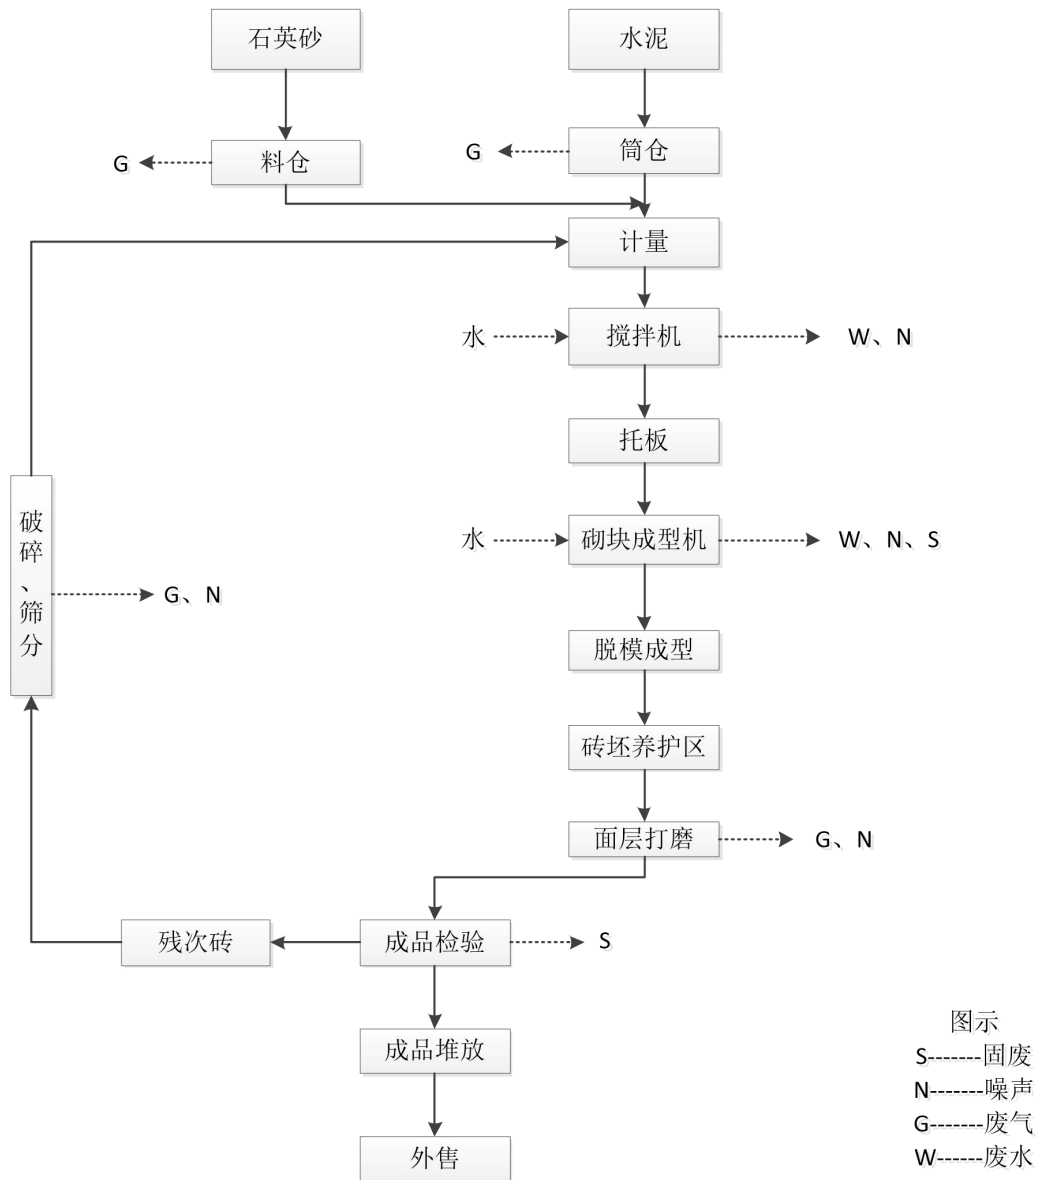 石英砂
水泥
G
料仓
G
筒仓
计量
水
搅拌机
W、N
托板
破碎、筛分
水
砌块成型机
W、N、S
G、N
脱模成型
砖坯养护区
面层打磨
G、N
残次砖
成品检验
S
成品堆放
外售
图示
S-------固废
N-------噪声
G-------废气
W------废水